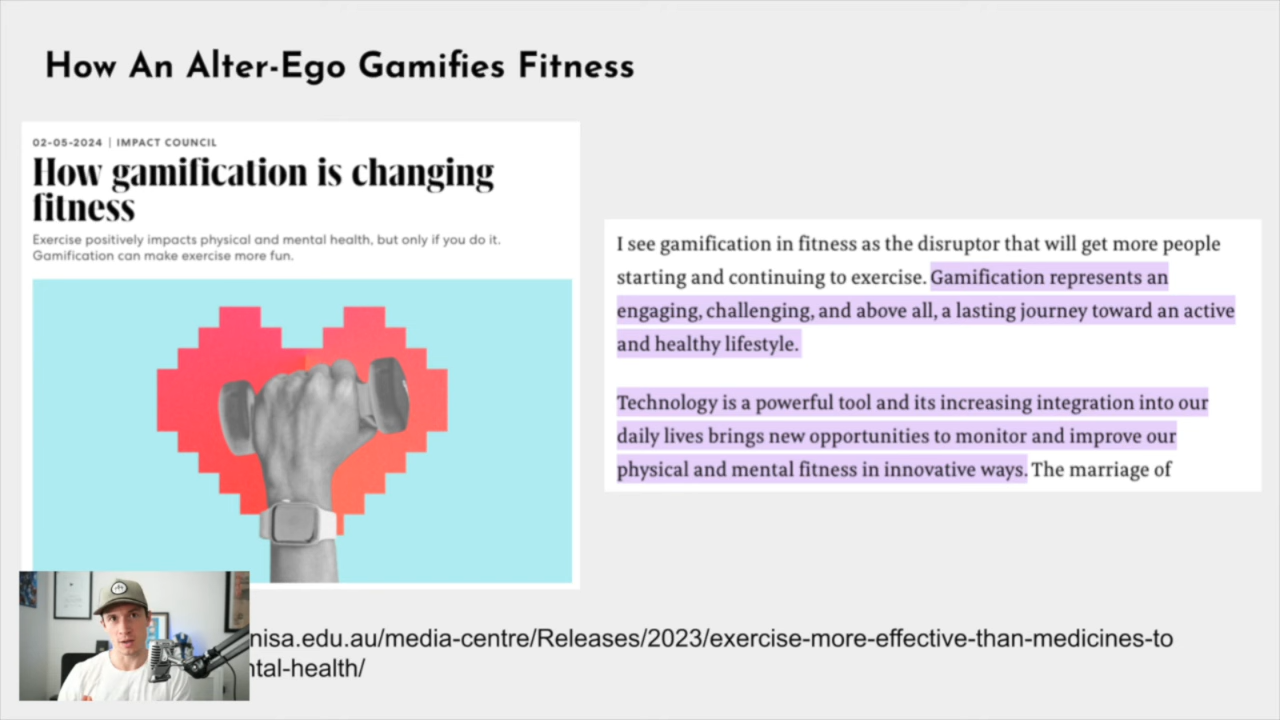 How An Alter-Ego Gamifies Fitness
02-05-2024 | IMPACT COUNCIL
How gamification is changing
fitness
Exercise positively impacts physical and mental health, but only if you do it.
Gamification can make exercise more fun.
I see gamification in fitness as the disruptor that will get more people
starting and continuing to exercise. Gamification represents an
engaging, challenging, and above all, a lasting journey toward an active
and healthy lifestyle.
Technology is a powerful tool and its increasing integration into our
daily lives brings new opportunities to monitor and improve our
physical and mental fitness in innovative ways. The marriage of
nisa.edu.au/media-centre/Releases/2023/exercise-more-effective-than-medicines-to
ntal-health/